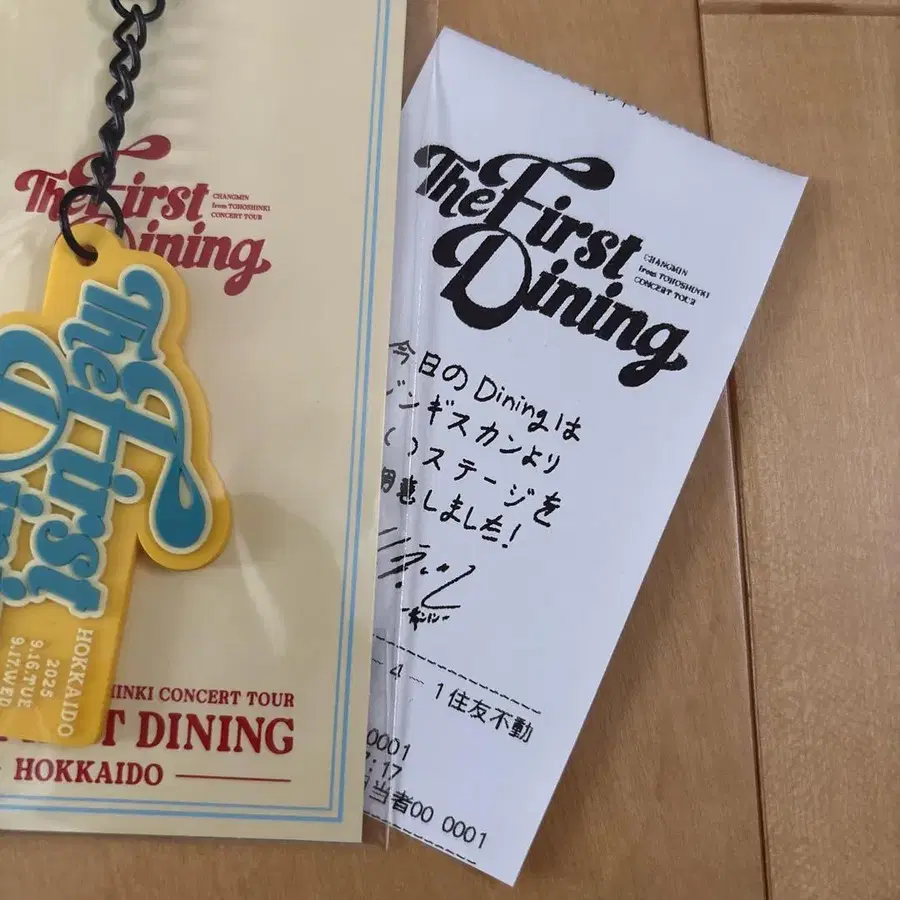 The First Dining
CHANGMIN
from TOHOSHINKI
CONCERT TOUR
The First
HOKKAIDO
2025
9.16.TUE
9.17.WED
INKI CONCERT TOUR
T DINING
HOKKAIDO
The First Dining
CHANGMIN
from TOHOSHINKI
CONCERT TOUR
今日のDiningは
ジンギスカンより
ステージを
用意しました!
4ー1住友不動
0001
:17
当者00 0001